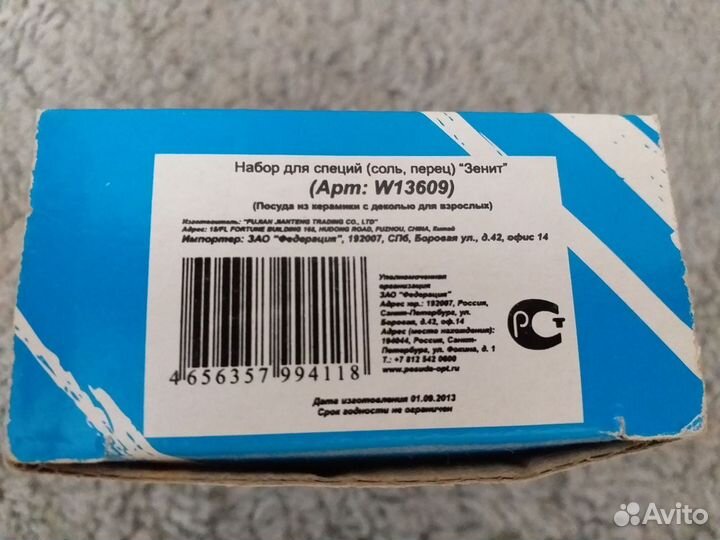 Набор для специй (соль, перец) "Зенит"
(Арт: W13609)
(Посуда из керамики с деколью для взрослых)
Изготовитель: "FUJIAN JIANTENG TRADING CO., LTD"
Адрес: 15/FL FORTUNE BUILDING 168, HUDONG ROAD, FUZHOU, CHINA, Китай
Импортер: ЗАО "Федерация", 192007, СПб, Боровая ул., д.42, офис 14
Уполномоченная
организация
ЗАО "Федерация"
Адрес юр.: 192007, Россия,
Санкт-Петербург, ул.
Боровая, д.42, оф.14
Адрес (место нахождения):
194044, Россия, Санкт-
Петербург, ул. Фокина, д. 1
Т.: +7 812 542 0600
www.posuda-opt.ru
РСТ
4 656357 994118
Дата изготовления 01.09.2013
Срок годности не ограничен
Avito